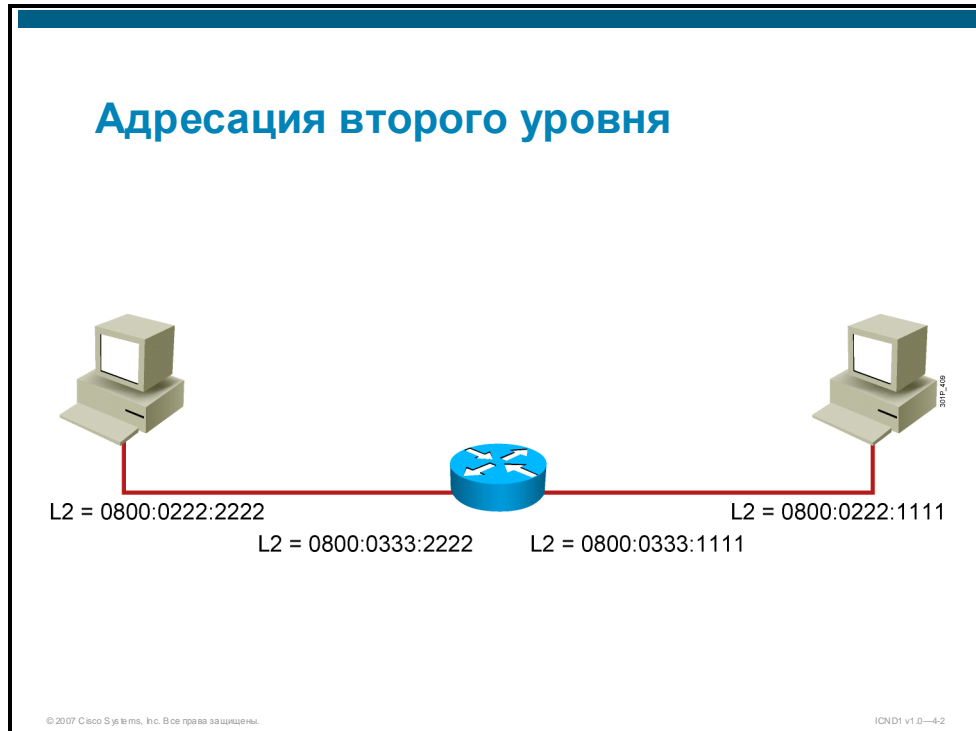 Адресация второго уровня
301P_409
L2 = 0800:0222:2222
L2 = 0800:0222:1111
L2 = 0800:0333:2222
L2 = 0800:0333:1111
© 2007 Cisco Systems, Inc. Все права защищены.
ICND1 v1.0—4-2